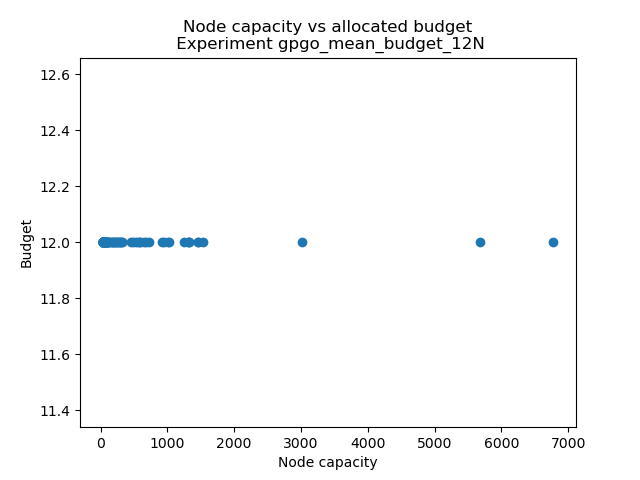 Node capacity vs allocated budget
Experiment gpgo_mean_budget_12N
12.6
12.4
12.2
12.0
11.8
11.6
11.4
Budget
0 1000 2000 3000 4000 5000 6000 7000
Node capacity